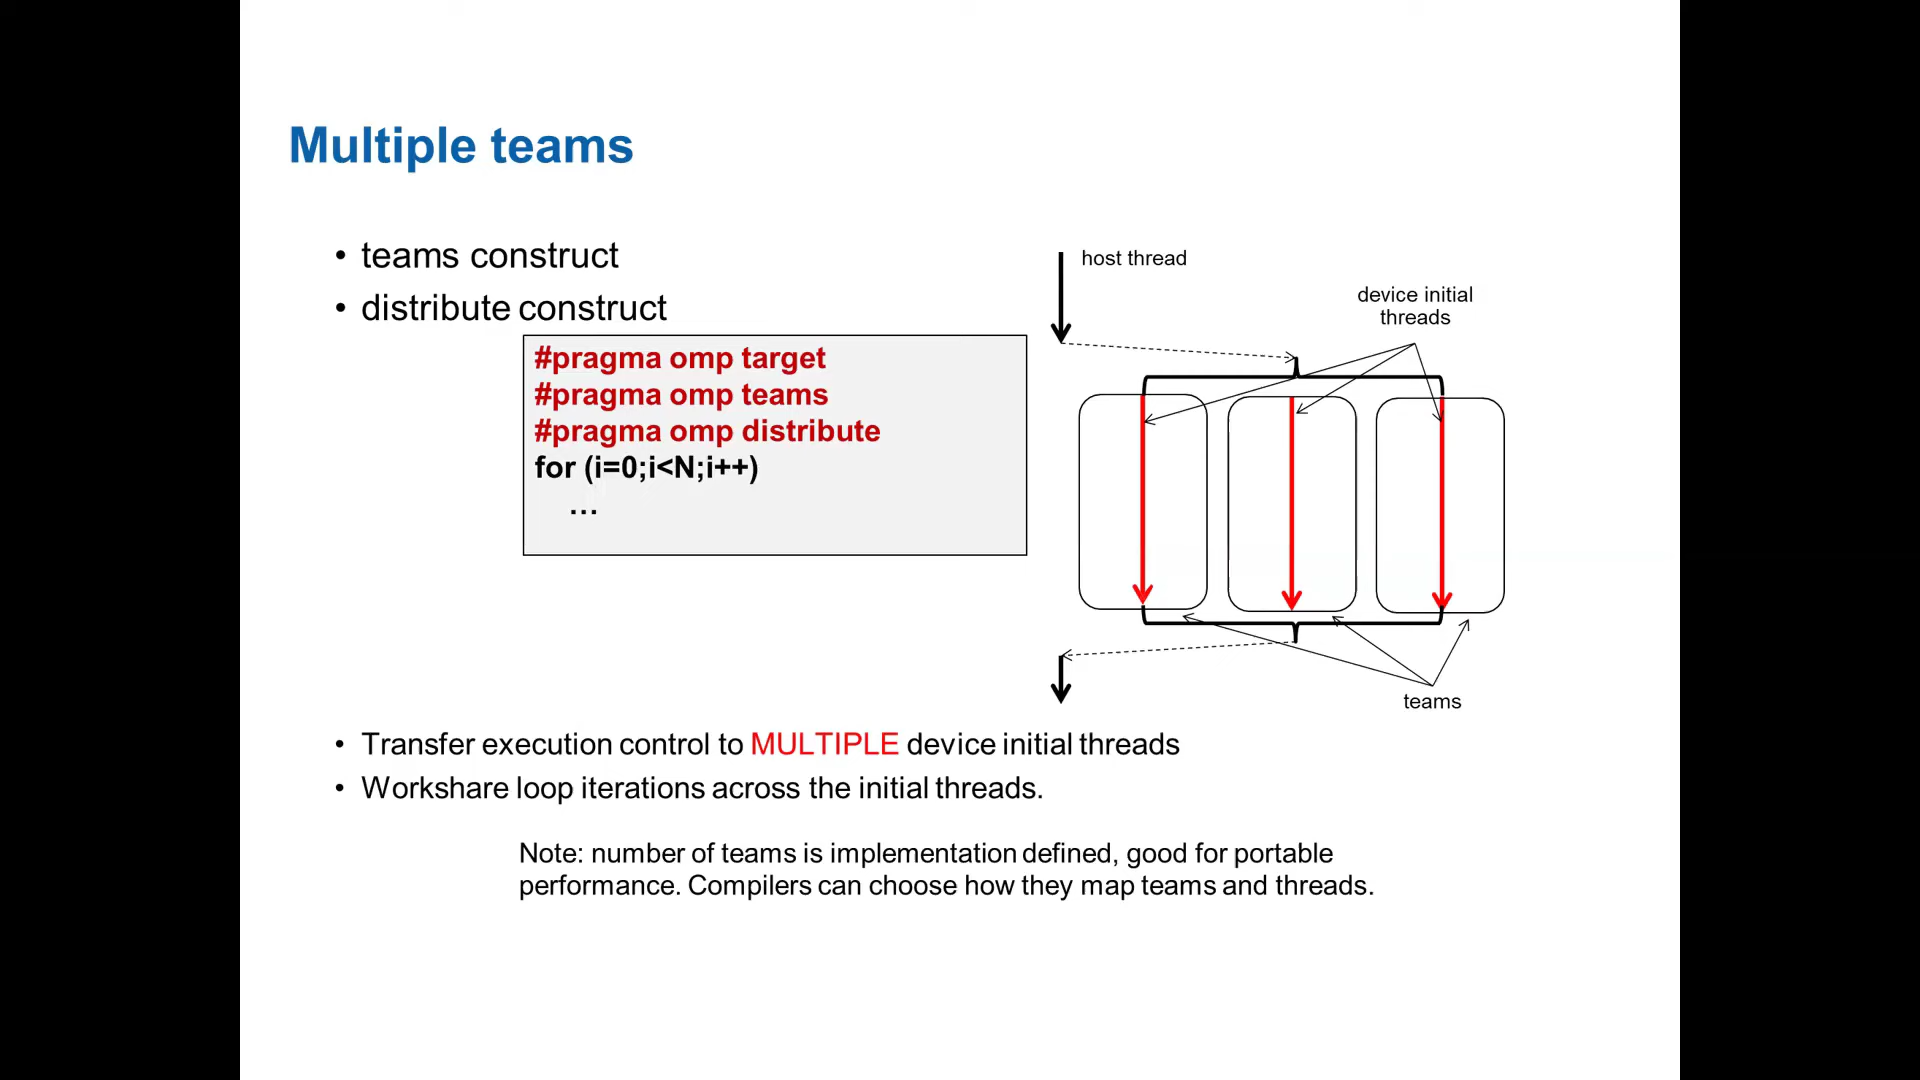 Multiple teams
• teams construct
• distribute construct
#pragma omp target
#pragma omp teams
#pragma omp distribute
for (i=0;i<N;i++)
…
host thread
device initial
threads
teams
• Transfer execution control to MULTIPLE device initial threads
• Workshare loop iterations across the initial threads.
Note: number of teams is implementation defined, good for portable
performance. Compilers can choose how they map teams and threads.